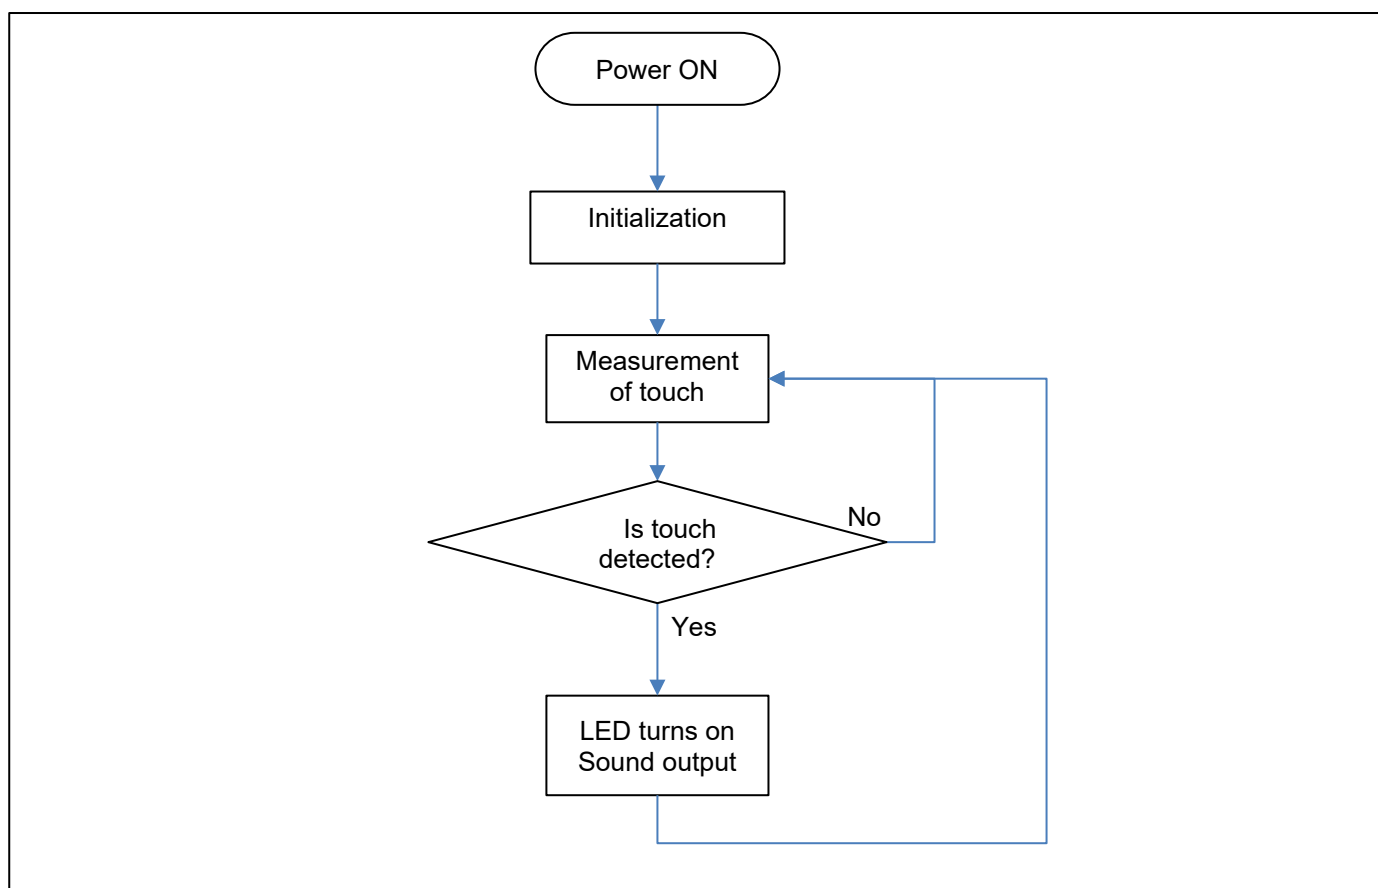 Power ON
Initialization
Measurement
of touch
Is touch
detected?
No
Yes
LED turns on
Sound output